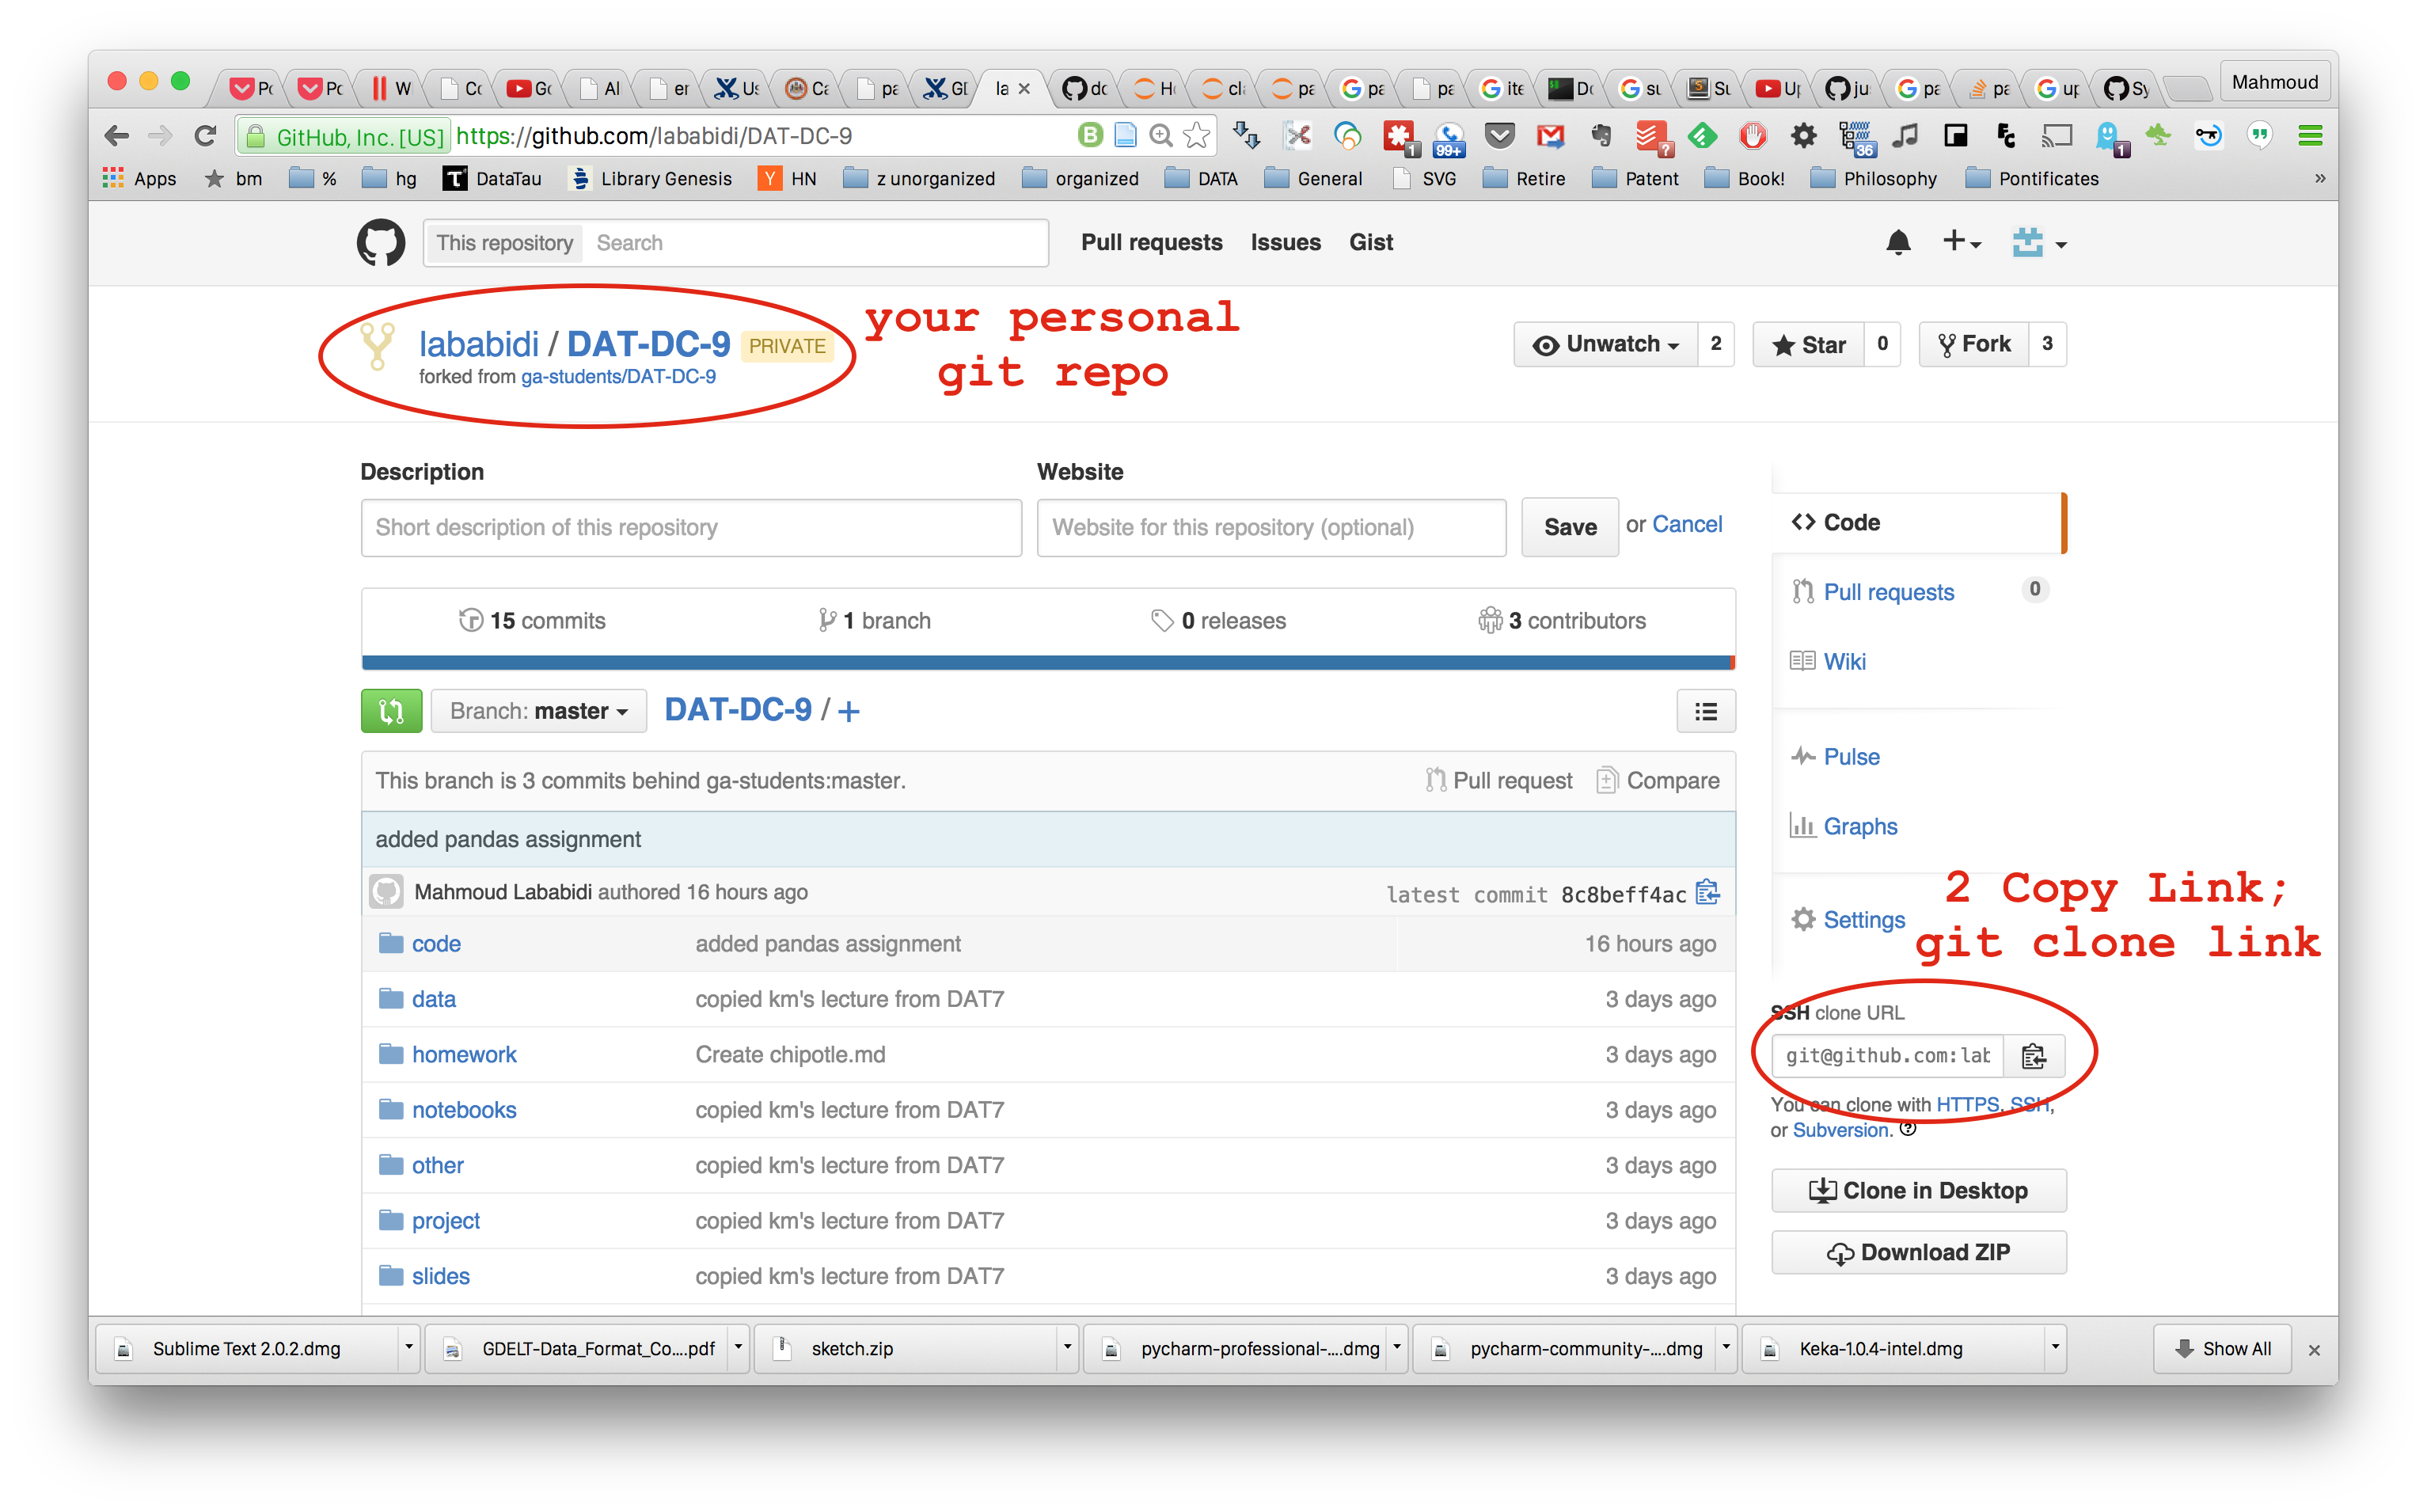 Po
Po
W
Co
Go
Al
er
Us
Ca
pa
GD
la
do
Ho
cl
pa
pa
pa
ite
Do
su
Su
Up
ju
pa
pa
up
Sy
Mahmoud
GitHub, Inc. [US] https://github.com/lababidi/DAT-DC-9
1
99+
?
36
1
Apps bm % hg DataTau Library Genesis HN z unorganized organized DATA General SVG Retire Patent Book! Philosophy Pontificates »
This repository Search Pull requests Issues Gist
your personal
git repo
lababidi / DAT-DC-9 PRIVATE
forked from ga-students/DAT-DC-9
Unwatch 2 Star 0 Fork 3
Description Website
Short description of this repository Website for this repository (optional) Save or Cancel
15 commits 1 branch 0 releases 3 contributors
Branch: master DAT-DC-9 / +
This branch is 3 commits behind ga-students:master. Pull request Compare
added pandas assignment
Mahmoud Lababidi authored 16 hours ago latest commit 8c8beff4ac
code added pandas assignment 16 hours ago
data copied km's lecture from DAT7 3 days ago
homework Create chipotle.md 3 days ago
notebooks copied km's lecture from DAT7 3 days ago
other copied km's lecture from DAT7 3 days ago
project copied km's lecture from DAT7 3 days ago
slides copied km's lecture from DAT7 3 days ago
Code
Pull requests 0
Wiki
Pulse
Graphs
Settings
2 Copy Link;
git clone link
SSH clone URL
git@github.com:lab
You can clone with HTTPS, SSH,
or Subversion.
Clone in Desktop
Download ZIP
Sublime Text 2.0.2.dmg GDELT-Data_Format_Co....pdf sketch.zip pycharm-professional-....dmg pycharm-community-....dmg Keka-1.0.4-intel.dmg Show All